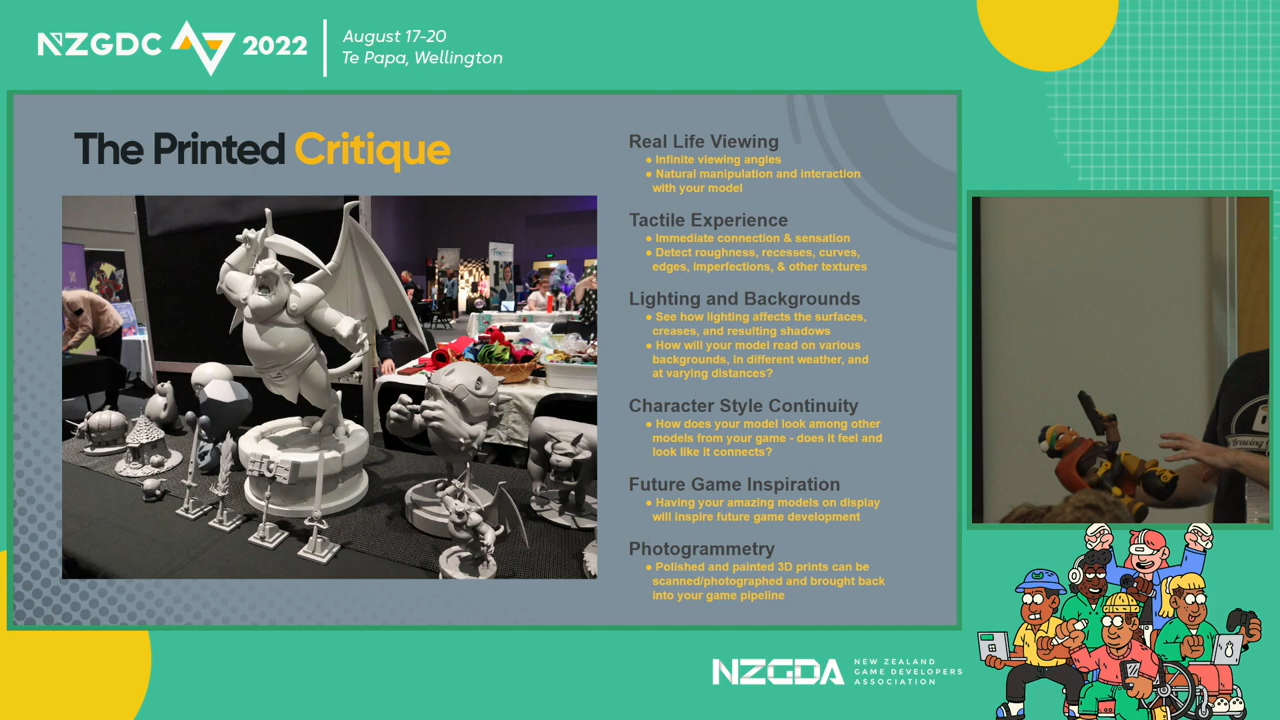 NZGDC 2022
August 17-20
Te Papa, Wellington
The Printed Critique
Real Life Viewing
● Infinite viewing angles
● Natural manipulation and interaction
with your model
Tactile Experience
● Immediate connection & sensation
● Detect roughness, recesses, curves,
edges, imperfections, & other textures
Lighting and Backgrounds
● See how lighting affects the surfaces,
creases, and resulting shadows
● How will your model read on various
backgrounds, in different weather, and
at varying distances?
Character Style Continuity
● How does your model look among other
models from your game - does it feel and
look like it connects?
Future Game Inspiration
● Having your amazing models on display
will inspire future game development
Photogrammetry
● Polished and painted 3D prints can be
scanned/photographed and brought back
into your game pipeline
NZGDA
NEW ZEALAND
GAME DEVELOPERS
ASSOCIATION